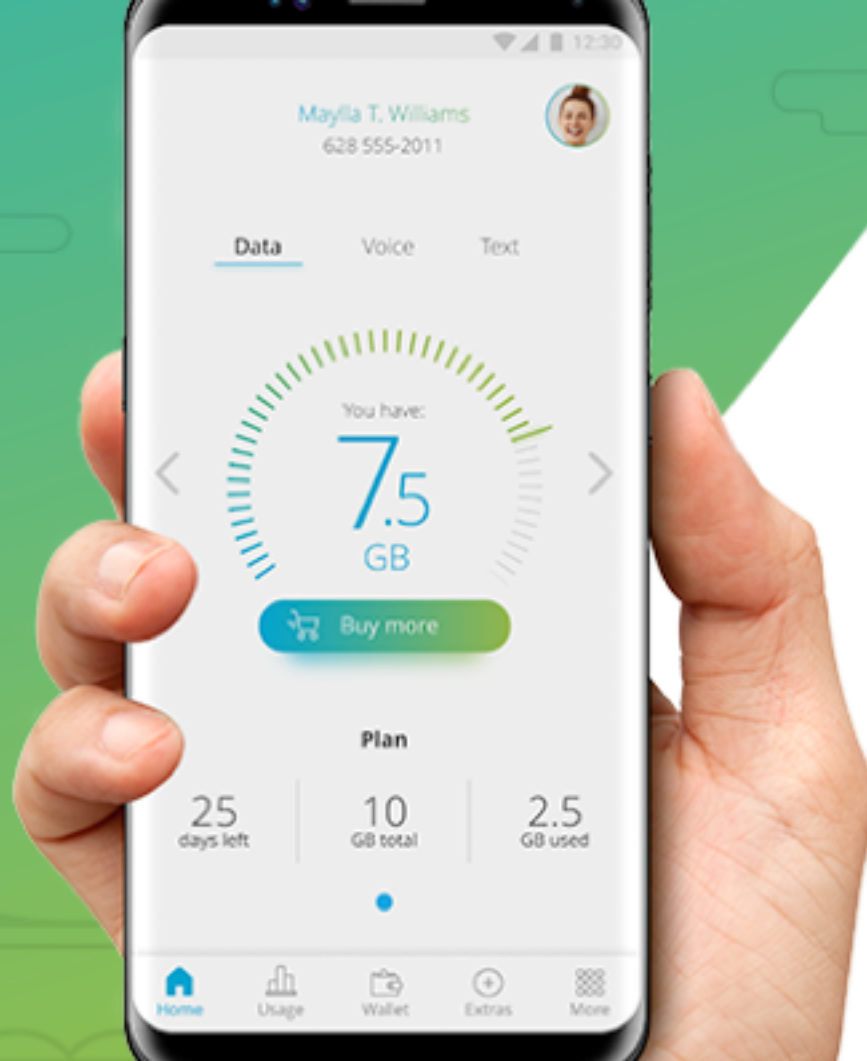 12:30
Maylla T. Williams
628 555-2011
Data Voice Text
You have:
7.5
GB
Buy more
Plan
25 10 2.5
days left GB total GB used
Home Usage Wallet Extras More